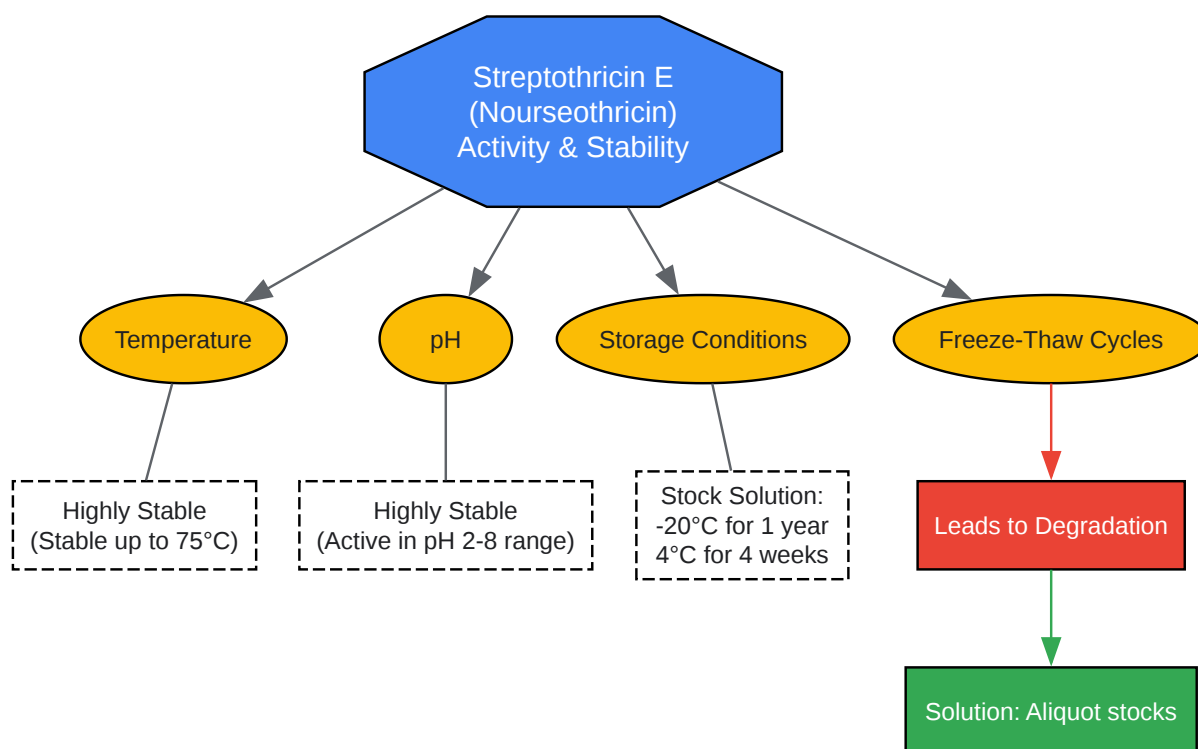 Streptothricin E
(Nourseothricin)
Activity & Stability
Temperature
pH
Storage Conditions
Freeze-Thaw Cycles
Highly Stable
(Stable up to 75°C)
Highly Stable
(Active in pH 2-8 range)
Stock Solution:
-20°C for 1 year
4°C for 4 weeks
Leads to Degradation
Solution: Aliquot stocks